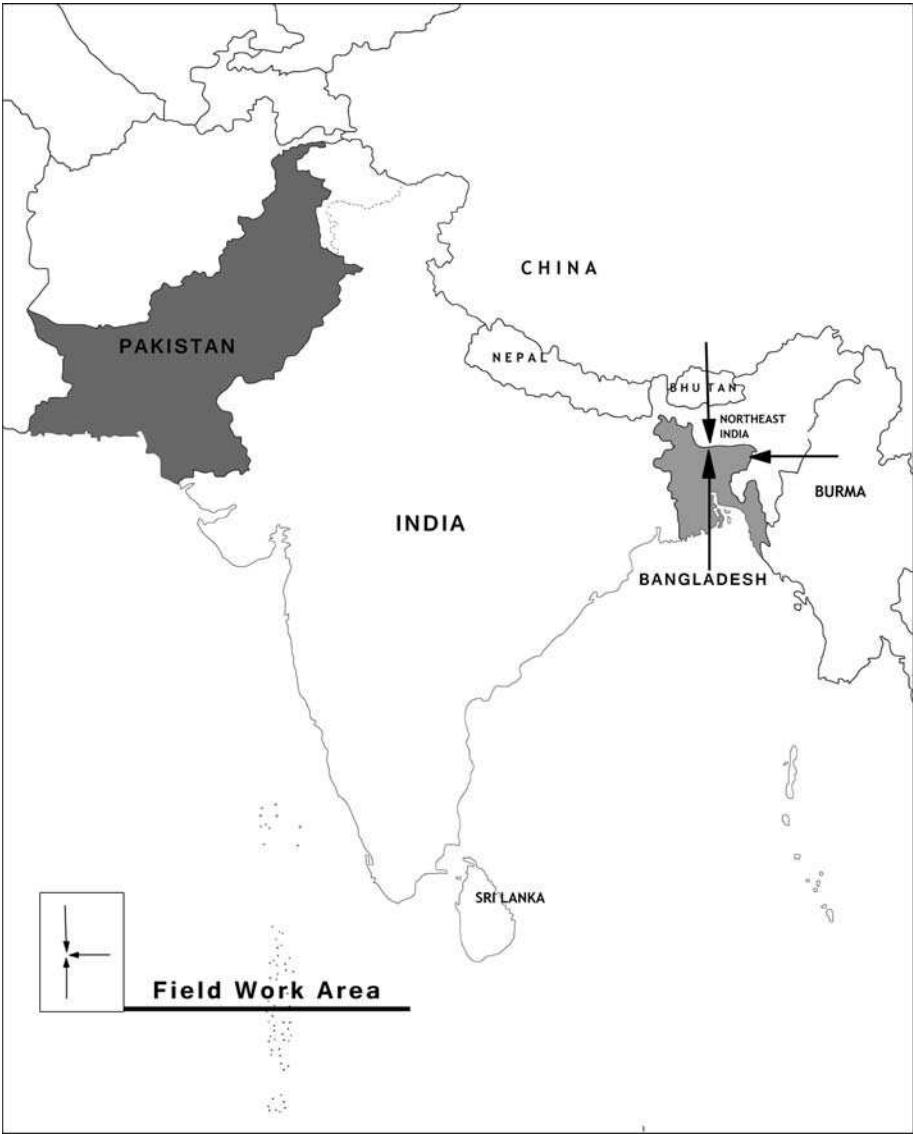 CHINA
PAKISTAN
NEPAL
BHUTAN
NORTHEAST
INDIA
BURMA
INDIA
BANGLADESH
SRI LANKA
Field Work Area